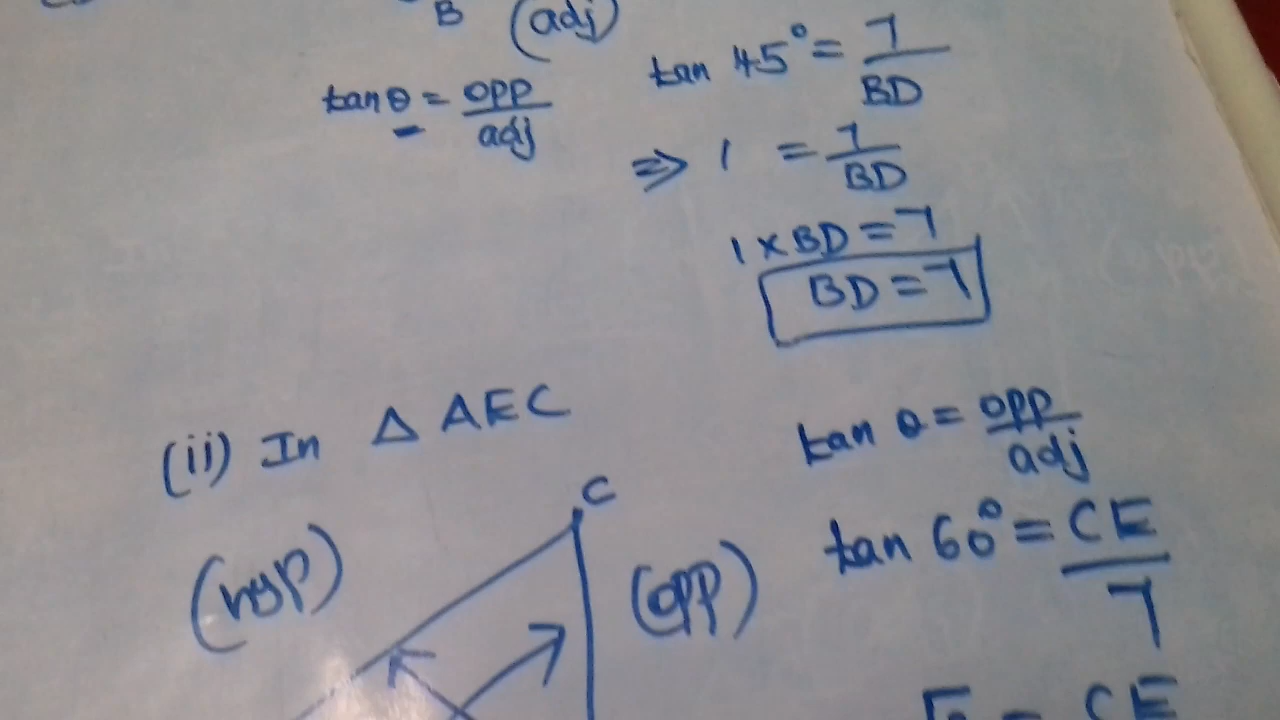 B (adj)
tan θ = opp/adj
tan 45° = 7/BD
⇒ 1 = 7/BD
1 × BD = 7
BD = 7
(ii) In Δ AEC
tan θ = opp/adj
C
(hyp)
(opp)
tan 60° = CE/7
= CE